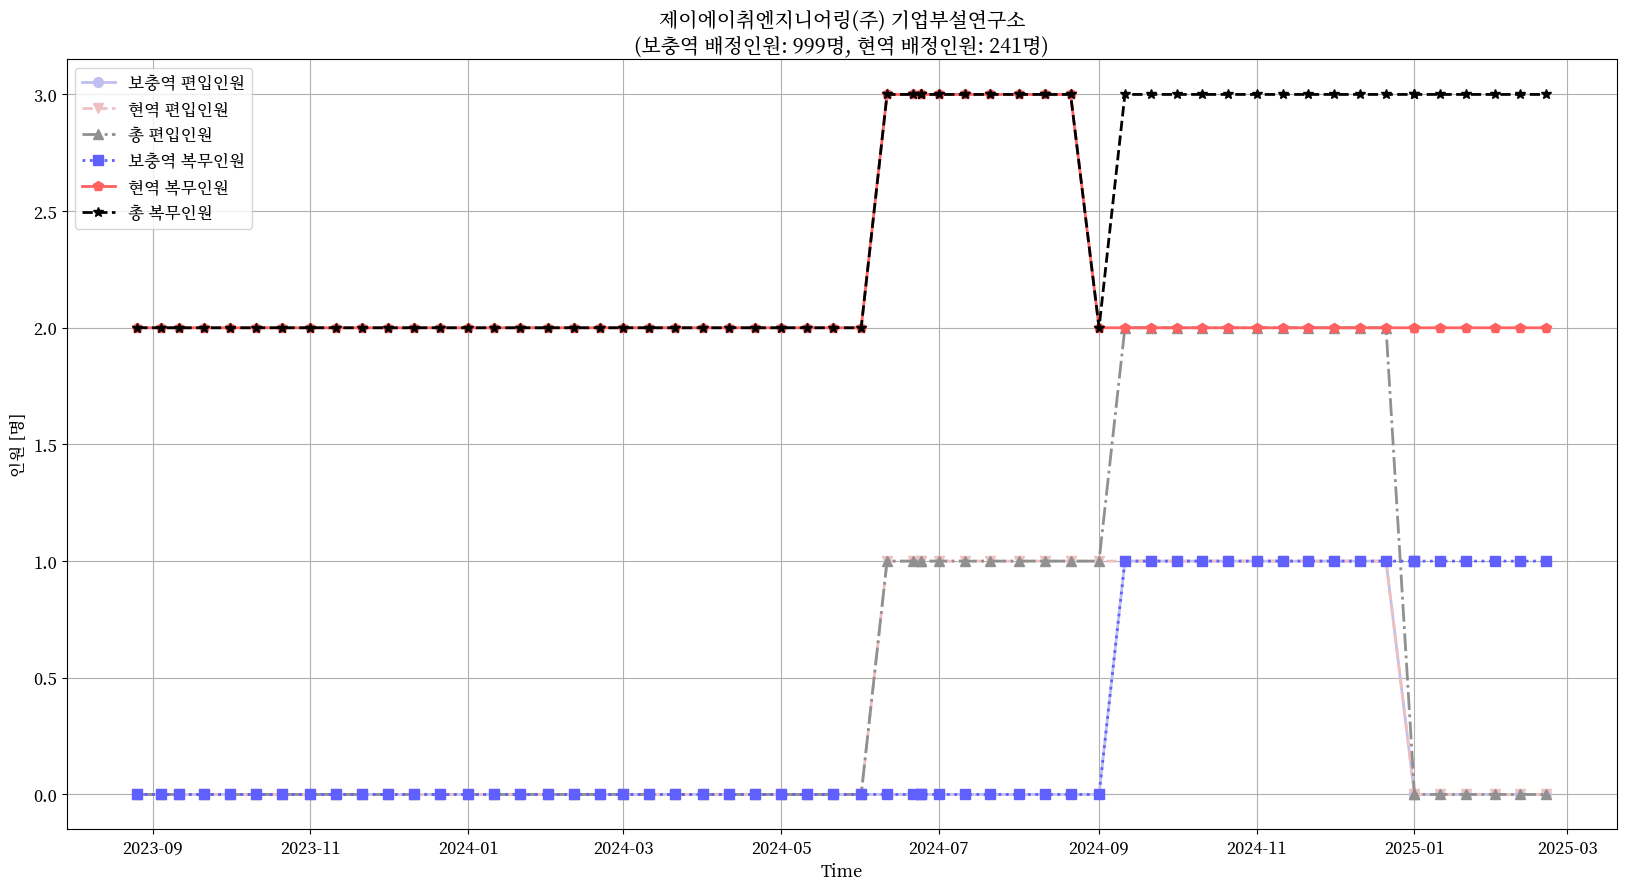 제이에이취엔지니어링(주) 기업부설연구소
(보충역 배정인원: 999명, 현역 배정인원: 241명)
보충역 편입인원
현역 편입인원
총 편입인원
보충역 복무인원
현역 복무인원
총 복무인원
3.0
2.5
2.0
1.5
1.0
0.5
0.0
인원 [명]
2023-09
2023-11
2024-01
2024-03
2024-05
2024-07
2024-09
2024-11
2025-01
2025-03
Time